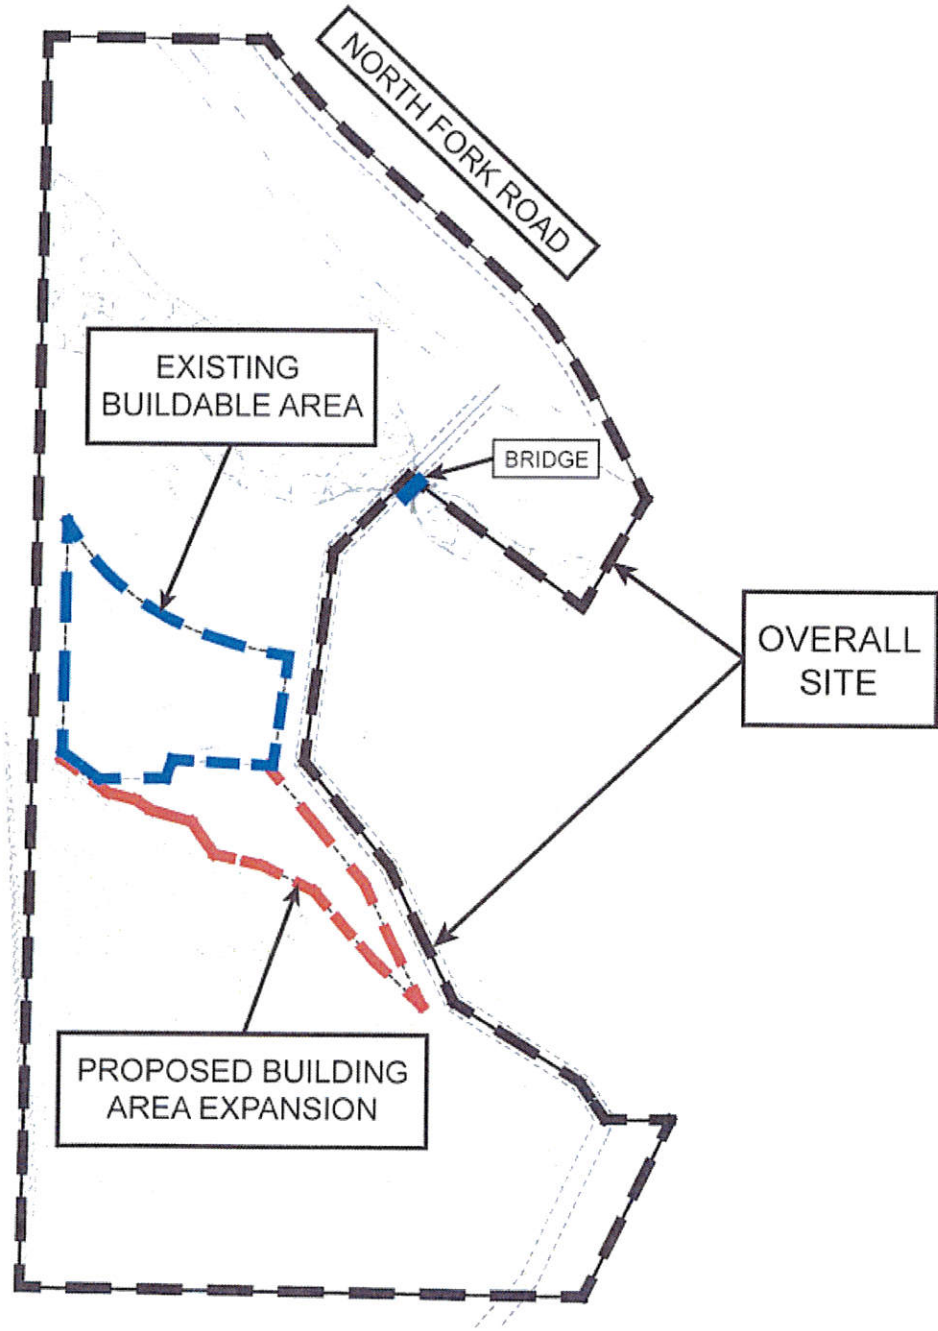 NORTH FORK ROAD
EXISTING
BUILDABLE AREA
BRIDGE
OVERALL
SITE
PROPOSED BUILDING
AREA EXPANSION